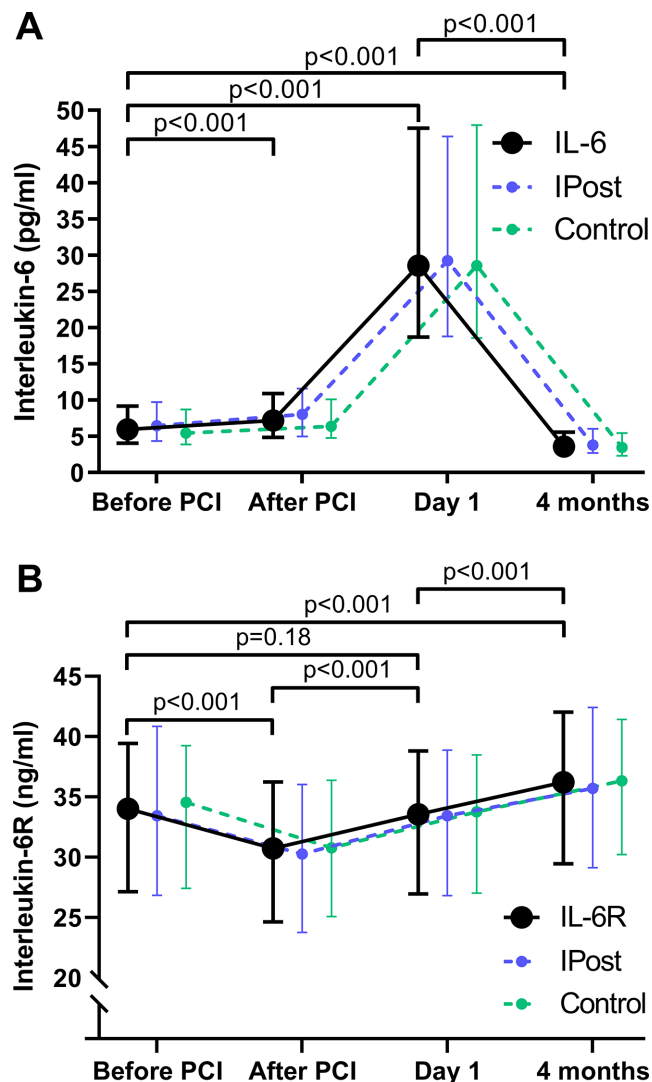 A
p<0.001
p<0.001
p<0.001
p<0.001
50
45
40
35
30
25
20
15
10
5
0
Interleukin-6 (pg/ml)
IL-6
IPost
Control
Before PCI After PCI Day 1 4 months
B
p<0.001
p<0.001
p=0.18
p<0.001
p<0.001
45
40
35
30
25
20
Interleukin-6R (ng/ml)
IL-6R
IPost
Control
Before PCI After PCI Day 1 4 months